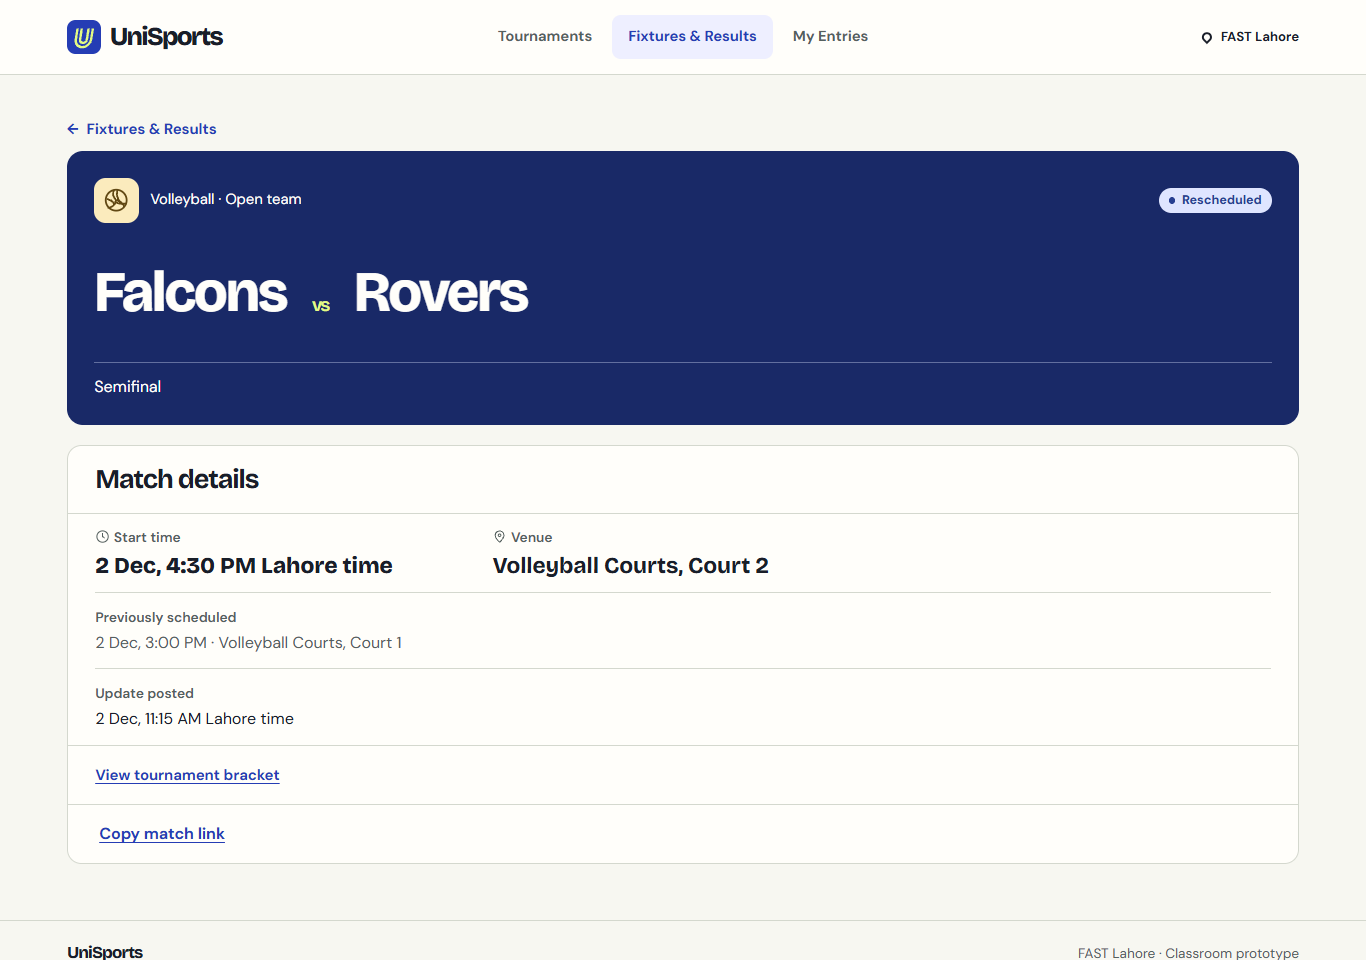 UniSports
Tournaments
Fixtures & Results
My Entries
FAST Lahore
← Fixtures & Results
Volleyball · Open team
Rescheduled
Falcons vs Rovers
Semifinal
Match details
Start time
2 Dec, 4:30 PM Lahore time
Venue
Volleyball Courts, Court 2
Previously scheduled
2 Dec, 3:00 PM · Volleyball Courts, Court 1
Update posted
2 Dec, 11:15 AM Lahore time
View tournament bracket
Copy match link
UniSports
FAST Lahore · Classroom prototype